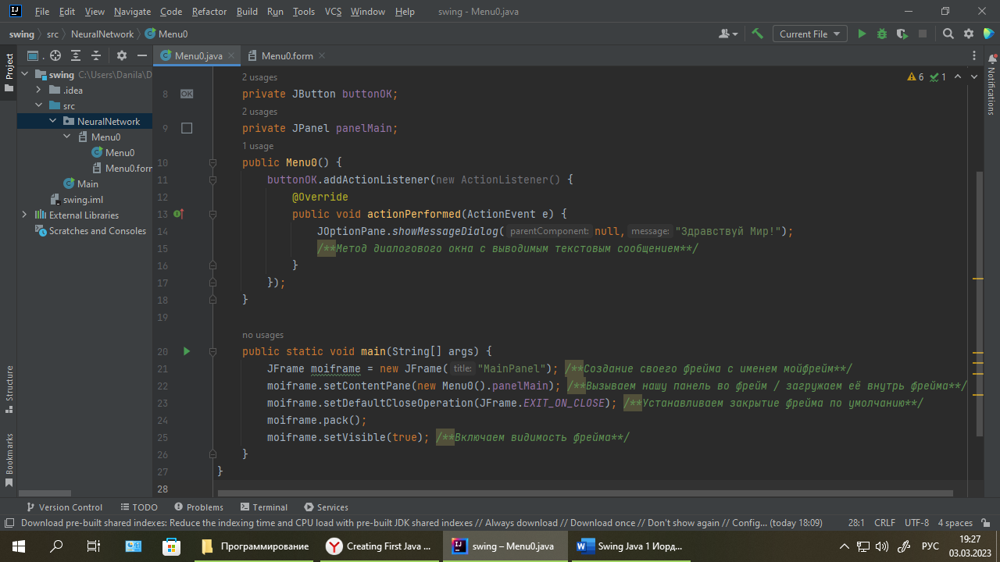 File Edit View Navigate Code Refactor Build Run Tools VCS Window Help swing - Menu0.java
swing src NeuralNetwork Menu0 Current File
Project
Structure
Bookmarks
swing C:\Users\Danila\D
.idea
src
NeuralNetwork
Menu0
Menu0
Menu0.form
Main
swing.iml
External Libraries
Scratches and Consoles
Menu0.java Menu0.form
6 1
2 usages
8 OK private JButton buttonOK;
2 usages
9 private JPanel panelMain;
1 usage
10 public Menu0() {
11 buttonOK.addActionListener(new ActionListener() {
12 @Override
13 public void actionPerformed(ActionEvent e) {
14 JOptionPane.showMessageDialog( parentComponent: null, message: "Здравствуй Мир!");
15 /**Метод диалогового окна с выводимым текстовым сообщением**/
16 }
17 });
18 }
19
no usages
20 public static void main(String[] args) {
21 JFrame moiframe = new JFrame( title: "MainPanel"); /**Создание своего фрейма с именем мойфрейм**/
22 moiframe.setContentPane(new Menu0().panelMain); /**Вызываем нашу панель во фрейм / загружаем её внутрь фрейма**/
23 moiframe.setDefaultCloseOperation(JFrame.EXIT_ON_CLOSE); /**Устанавливаем закрытие фрейма по умолчанию**/
24 moiframe.pack();
25 moiframe.setVisible(true); /**Включаем видимость фрейма**/
26 }
27 }
28
Notifications
Version Control TODO Problems Terminal Services
Download pre-built shared indexes: Reduce the indexing time and CPU load with pre-built JDK shared indexes // Always download // Download once // Don't show again // Config... (today 18:09) 28:1 CRLF UTF-8 4 spaces
Программирование Creating First Java ... swing – Menu0.java Swing Java 1 Иорд... РУС 19:27
03.03.2023